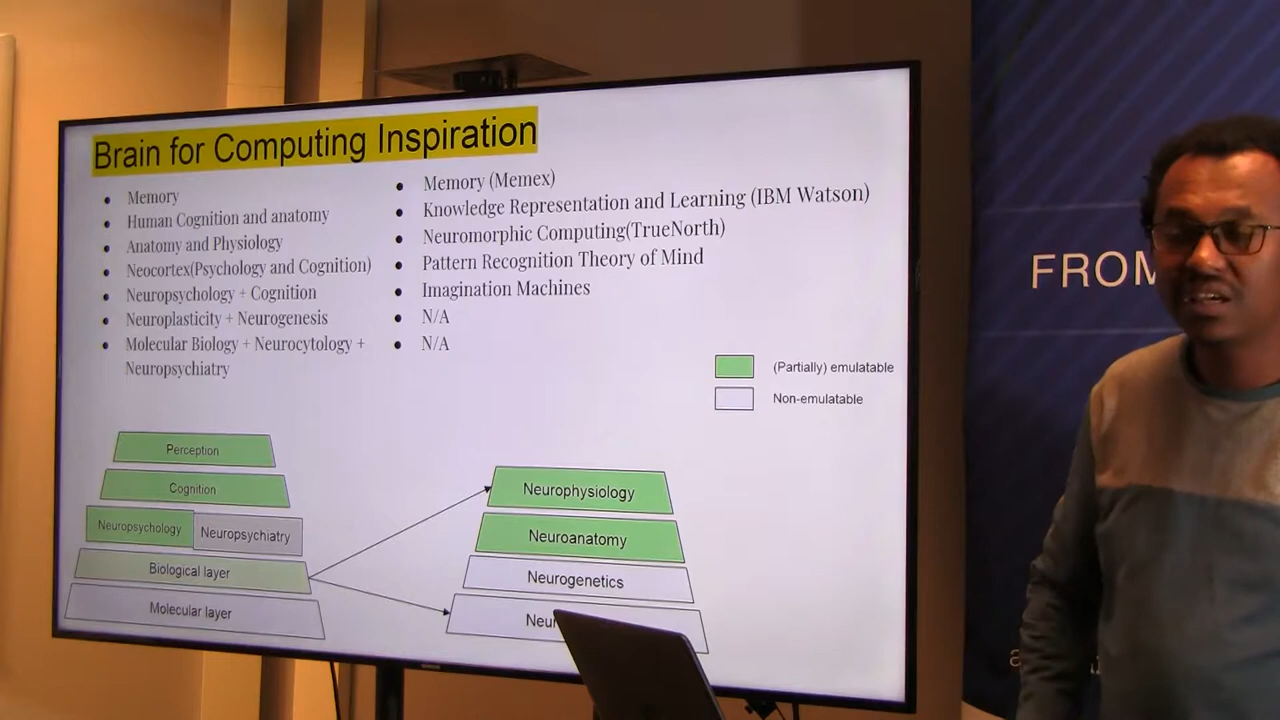 Brain for Computing Inspiration
Memory
Human Cognition and anatomy
Anatomy and Physiology
Neocortex(Psychology and Cognition)
Neuropsychology + Cognition
Neuroplasticity + Neurogenesis
Molecular Biology + Neurocytology +
Neuropsychiatry
Memory (Memex)
Knowledge Representation and Learning (IBM Watson)
Neuromorphic Computing(TrueNorth)
Pattern Recognition Theory of Mind
Imagination Machines
N/A
N/A
(Partially) emulatable
Non-emulatable
Perception
Cognition
Neuropsychology
Neuropsychiatry
Biological layer
Molecular layer
Neurophysiology
Neuroanatomy
Neurogenetics
FROM